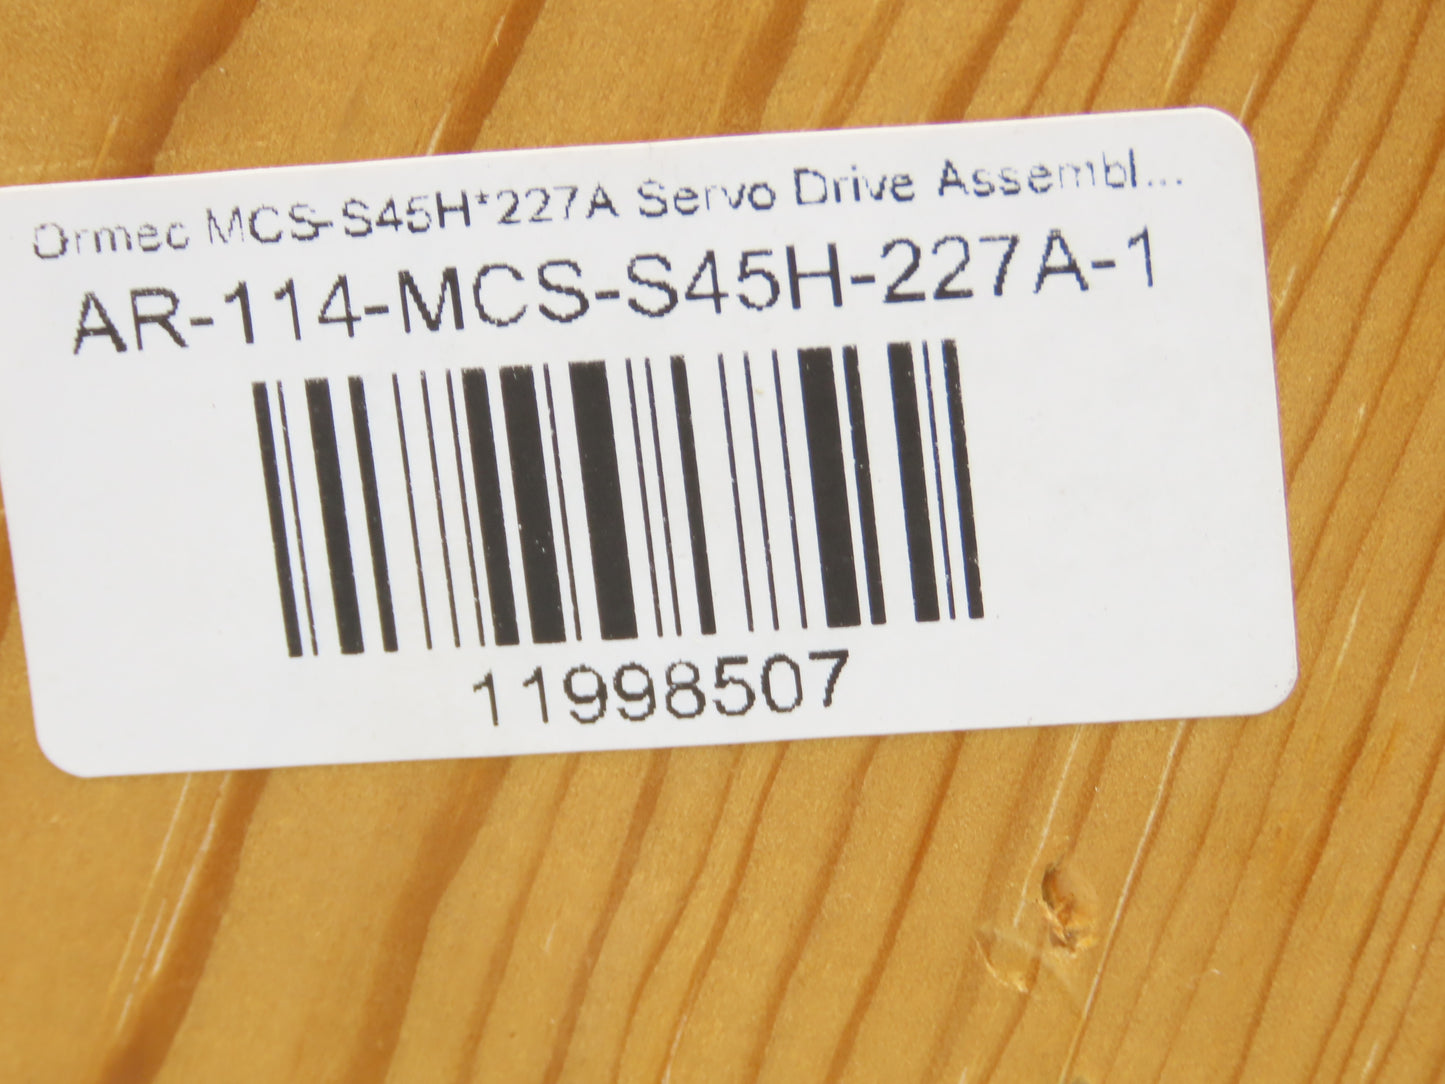 Ormec MCS-S45H*227A Servo Drive Assembl...
AR-114-MCS-S45H-227A-1
11998507